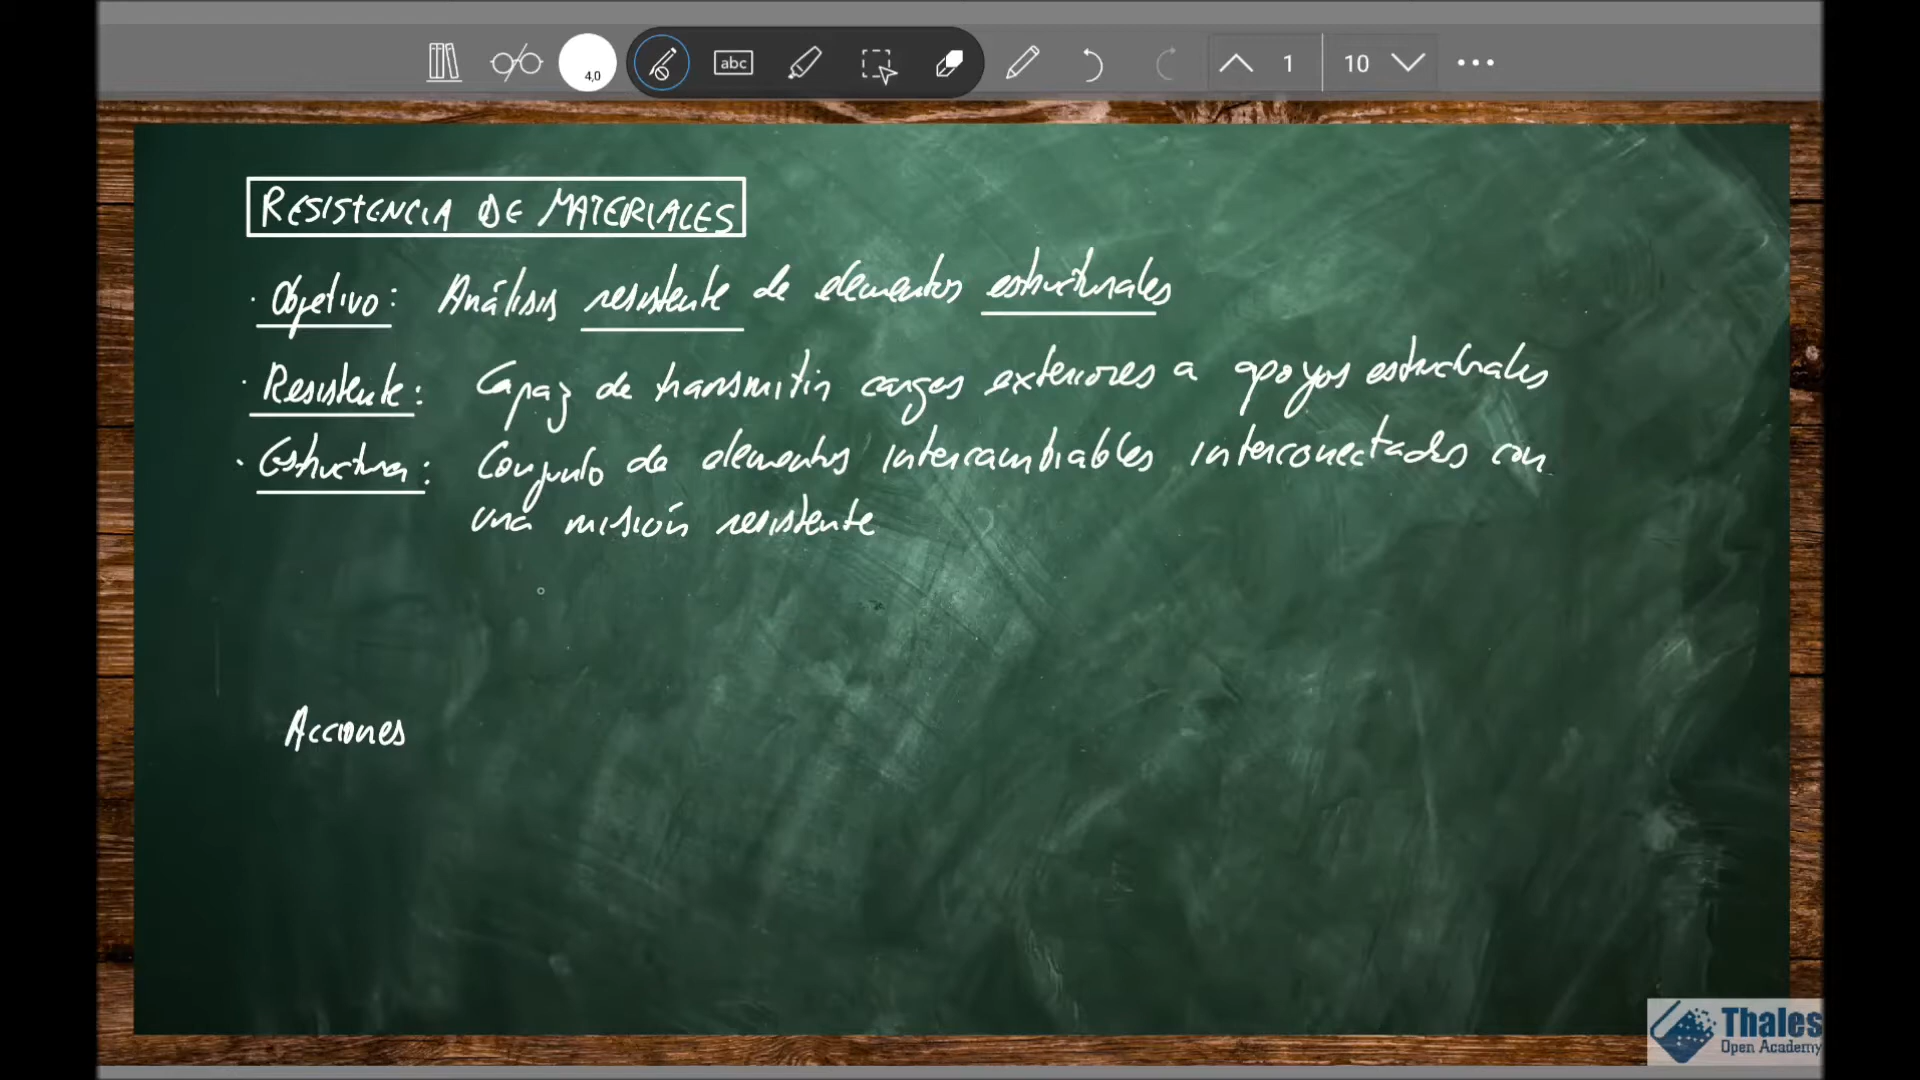 4,0
abc
1
10
RESISTENCIA DE MATERIALES
· Objetivo: Análisis resistente de elementos estructurales
· Resistente: Capaz de transmitir cargas exteriores a apoyos estructurales
· Estructura: Conjunto de elementos intercambiables interconectados con
una misión resistente
Acciones
Thales
Open Academy